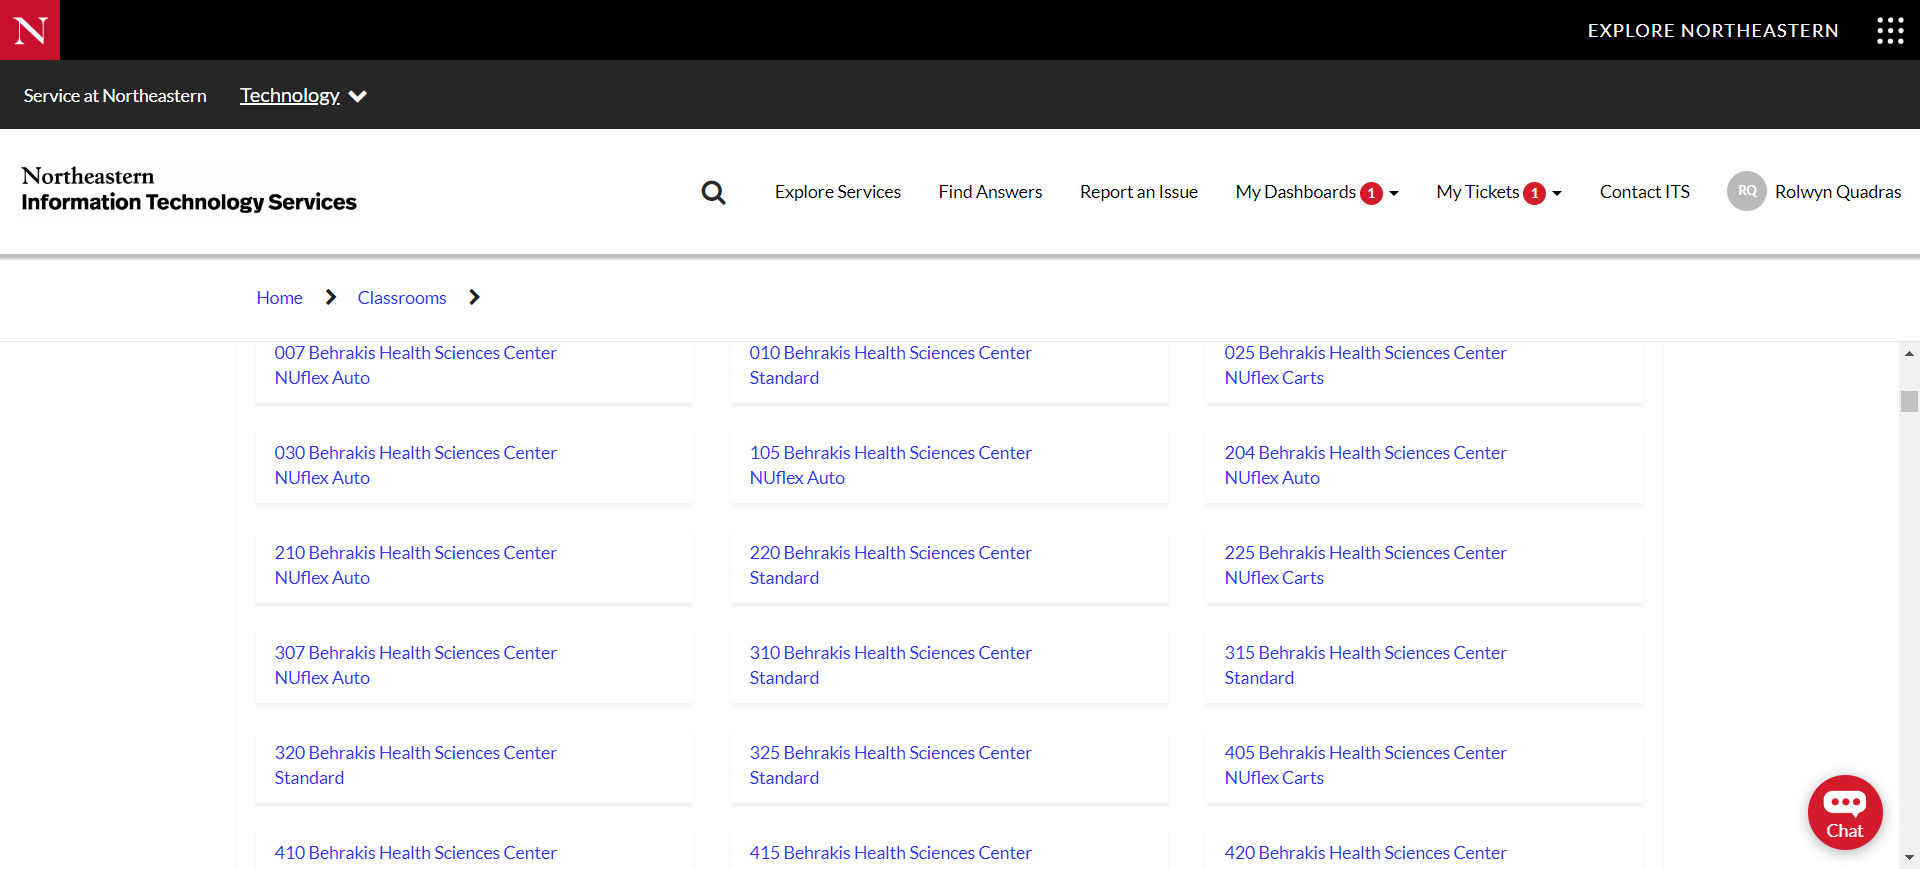 N
EXPLORE NORTHEASTERN
Service at Northeastern
Technology
Northeastern
Information Technology Services
Explore Services
Find Answers
Report an Issue
My Dashboards 1
My Tickets 1
Contact ITS
RQ
Rolwyn Quadras
Home
Classrooms
007 Behrakis Health Sciences Center
NUflex Auto
010 Behrakis Health Sciences Center
Standard
025 Behrakis Health Sciences Center
NUflex Carts
030 Behrakis Health Sciences Center
NUflex Auto
105 Behrakis Health Sciences Center
NUflex Auto
204 Behrakis Health Sciences Center
NUflex Auto
210 Behrakis Health Sciences Center
NUflex Auto
220 Behrakis Health Sciences Center
Standard
225 Behrakis Health Sciences Center
NUflex Carts
307 Behrakis Health Sciences Center
NUflex Auto
310 Behrakis Health Sciences Center
Standard
315 Behrakis Health Sciences Center
Standard
320 Behrakis Health Sciences Center
Standard
325 Behrakis Health Sciences Center
Standard
405 Behrakis Health Sciences Center
NUflex Carts
410 Behrakis Health Sciences Center
415 Behrakis Health Sciences Center
420 Behrakis Health Sciences Center
Chat